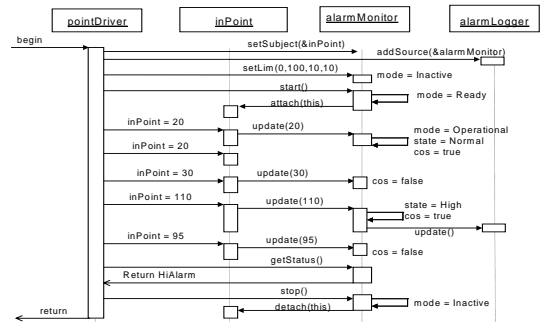 pointDriver inPoint alarmMonitor alarmLogger
begin
setSubject(&inPoint)
addSource(&alarmMonitor)
setLim(0,100,10,10)
mode = Inactive
start()
mode = Ready
attach(this)
inPoint = 20
update(20)
mode = Operational
state = Normal
cos = true
inPoint = 20
inPoint = 30
update(30)
cos = false
inPoint = 110
update(110)
state = High
cos = true
update()
inPoint = 95
update(95)
cos = false
getStatus()
Return HiAlarm
stop()
mode = Inactive
detach(this)
return